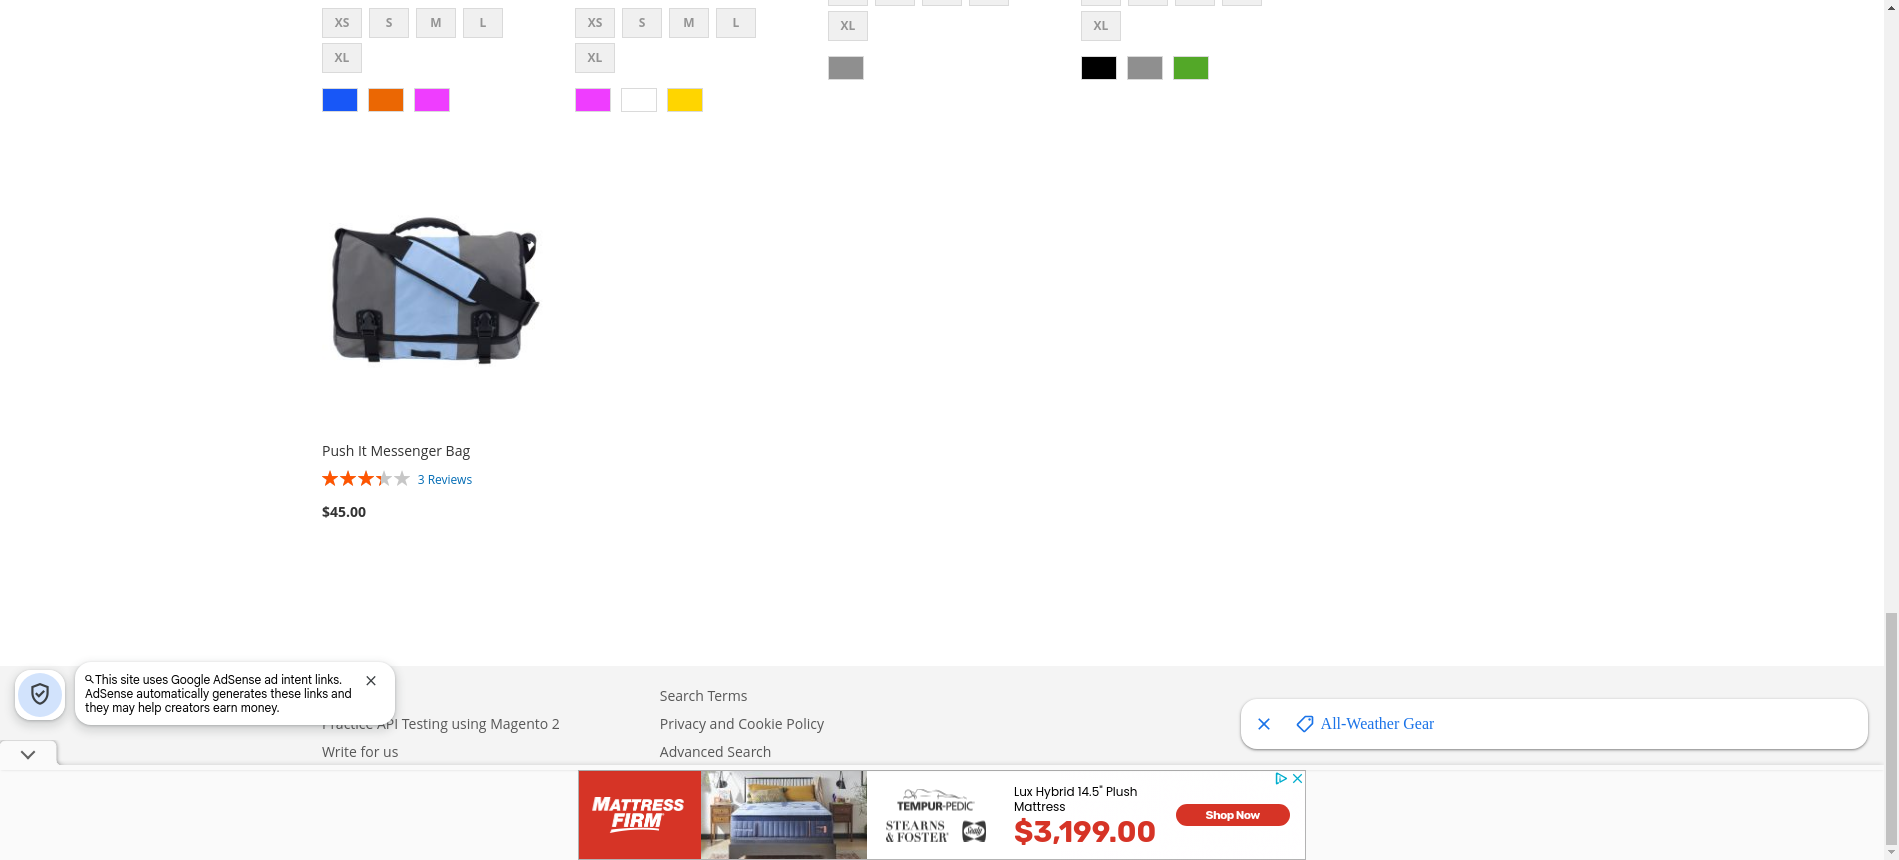 XS S M L
XL
XS S M L
XL
XL
XL
Push It Messenger Bag
3 Reviews
$45.00
This site uses Google AdSense ad intent links.
AdSense automatically generates these links and
they may help creators earn money.
Practice API Testing using Magento 2
Write for us
Search Terms
Privacy and Cookie Policy
Advanced Search
All-Weather Gear
MATTRESS
FIRM
TEMPUR-PEDIC
STEARNS
& FOSTER
Sealy
Lux Hybrid 14.5" Plush
Mattress
$3,199.00
Shop Now